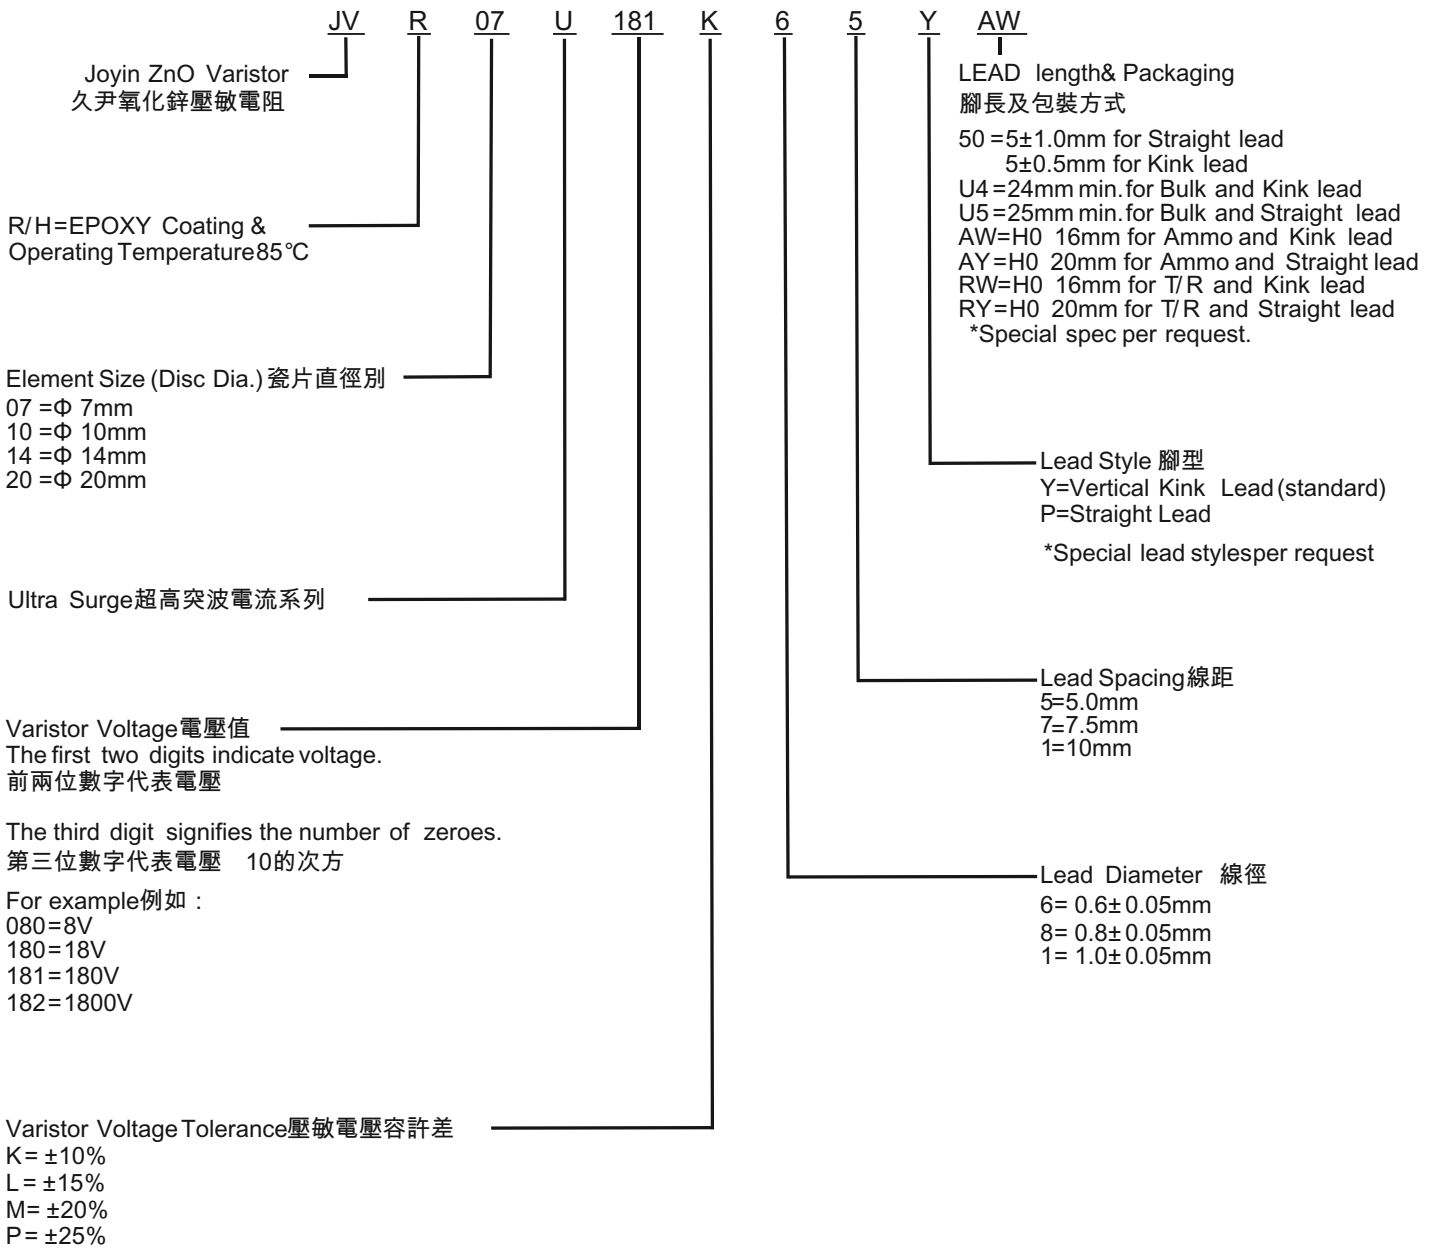 JV R 07 U 181 K 6 5 Y AW
Joyin ZnO Varistor
久尹氧化鋅壓敏電阻
R/H=EPOXY Coating &
Operating Temperature85℃
Element Size (Disc Dia.)瓷片直徑別
07 =Φ 7mm
10 =Φ 10mm
14 =Φ 14mm
20 =Φ 20mm
Ultra Surge超高突波電流系列
Varistor Voltage電壓值
The first two digits indicate voltage.
前兩位數字代表電壓
The third digit signifies the number of zeroes.
第三位數字代表電壓 10的次方
For example例如：
080=8V
180=18V
181=180V
182=1800V
Varistor Voltage Tolerance壓敏電壓容許差
K= ±10%
L= ±15%
M= ±20%
P= ±25%
LEAD length& Packaging
腳長及包裝方式
50 =5±1.0mm for Straight lead
5±0.5mm for Kink lead
U4 =24mm min.for Bulk and Kink lead
U5 =25mm min.for Bulk and Straight lead
AW=H0 16mm for Ammo and Kink lead
AY=H0 20mm for Ammo and Straight lead
RW=H0 16mm for T/R and Kink lead
RY=H0 20mm for T/R and Straight lead
*Special spec per request.
Lead Style 腳型
Y=Vertical Kink Lead(standard)
P=Straight Lead
*Special lead stylesper request
Lead Spacing線距
5=5.0mm
7=7.5mm
1=10mm
Lead Diameter 線徑
6= 0.6±0.05mm
8= 0.8±0.05mm
1= 1.0±0.05mm